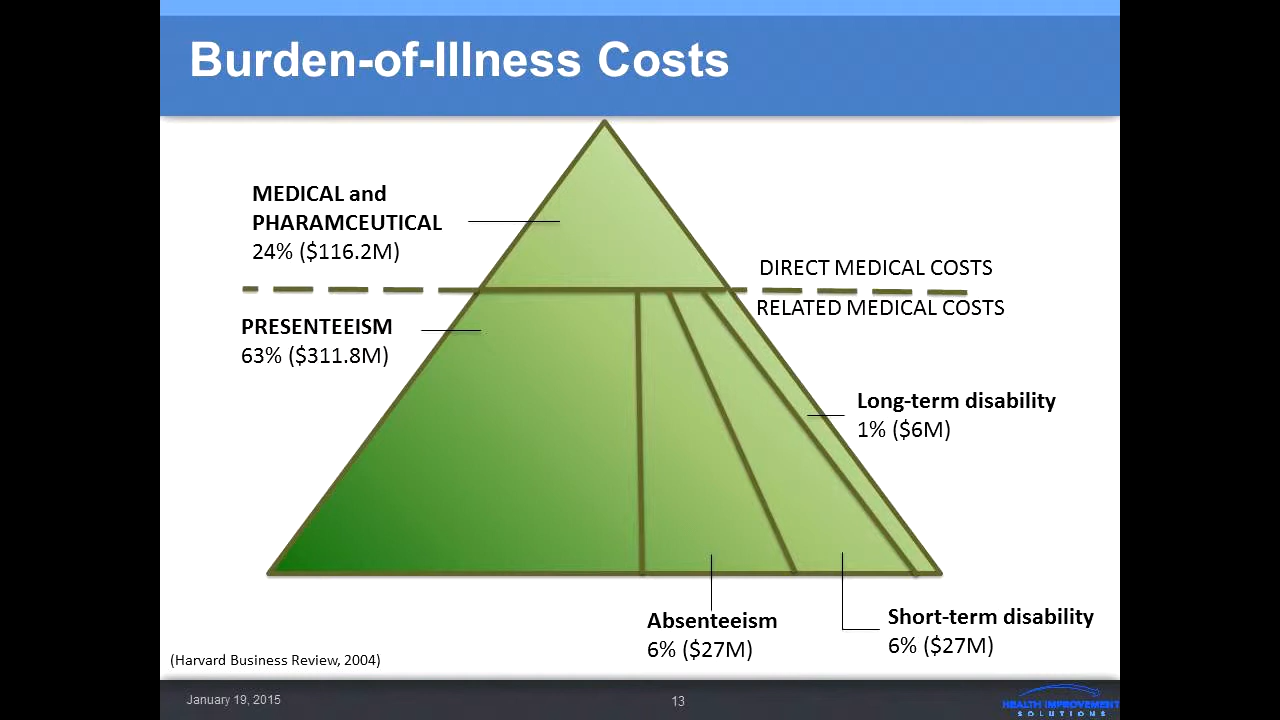 Burden-of-Illness Costs
MEDICAL and
PHARAMCEUTICAL
24% ($116.2M)
DIRECT MEDICAL COSTS
RELATED MEDICAL COSTS
PRESENTEEISM
63% ($311.8M)
Long-term disability
1% ($6M)
Absenteeism
6% ($27M)
Short-term disability
6% ($27M)
(Harvard Business Review, 2004)
January 19, 2015
13
HEALTH IMPROVEMENT
SOLUTIONS